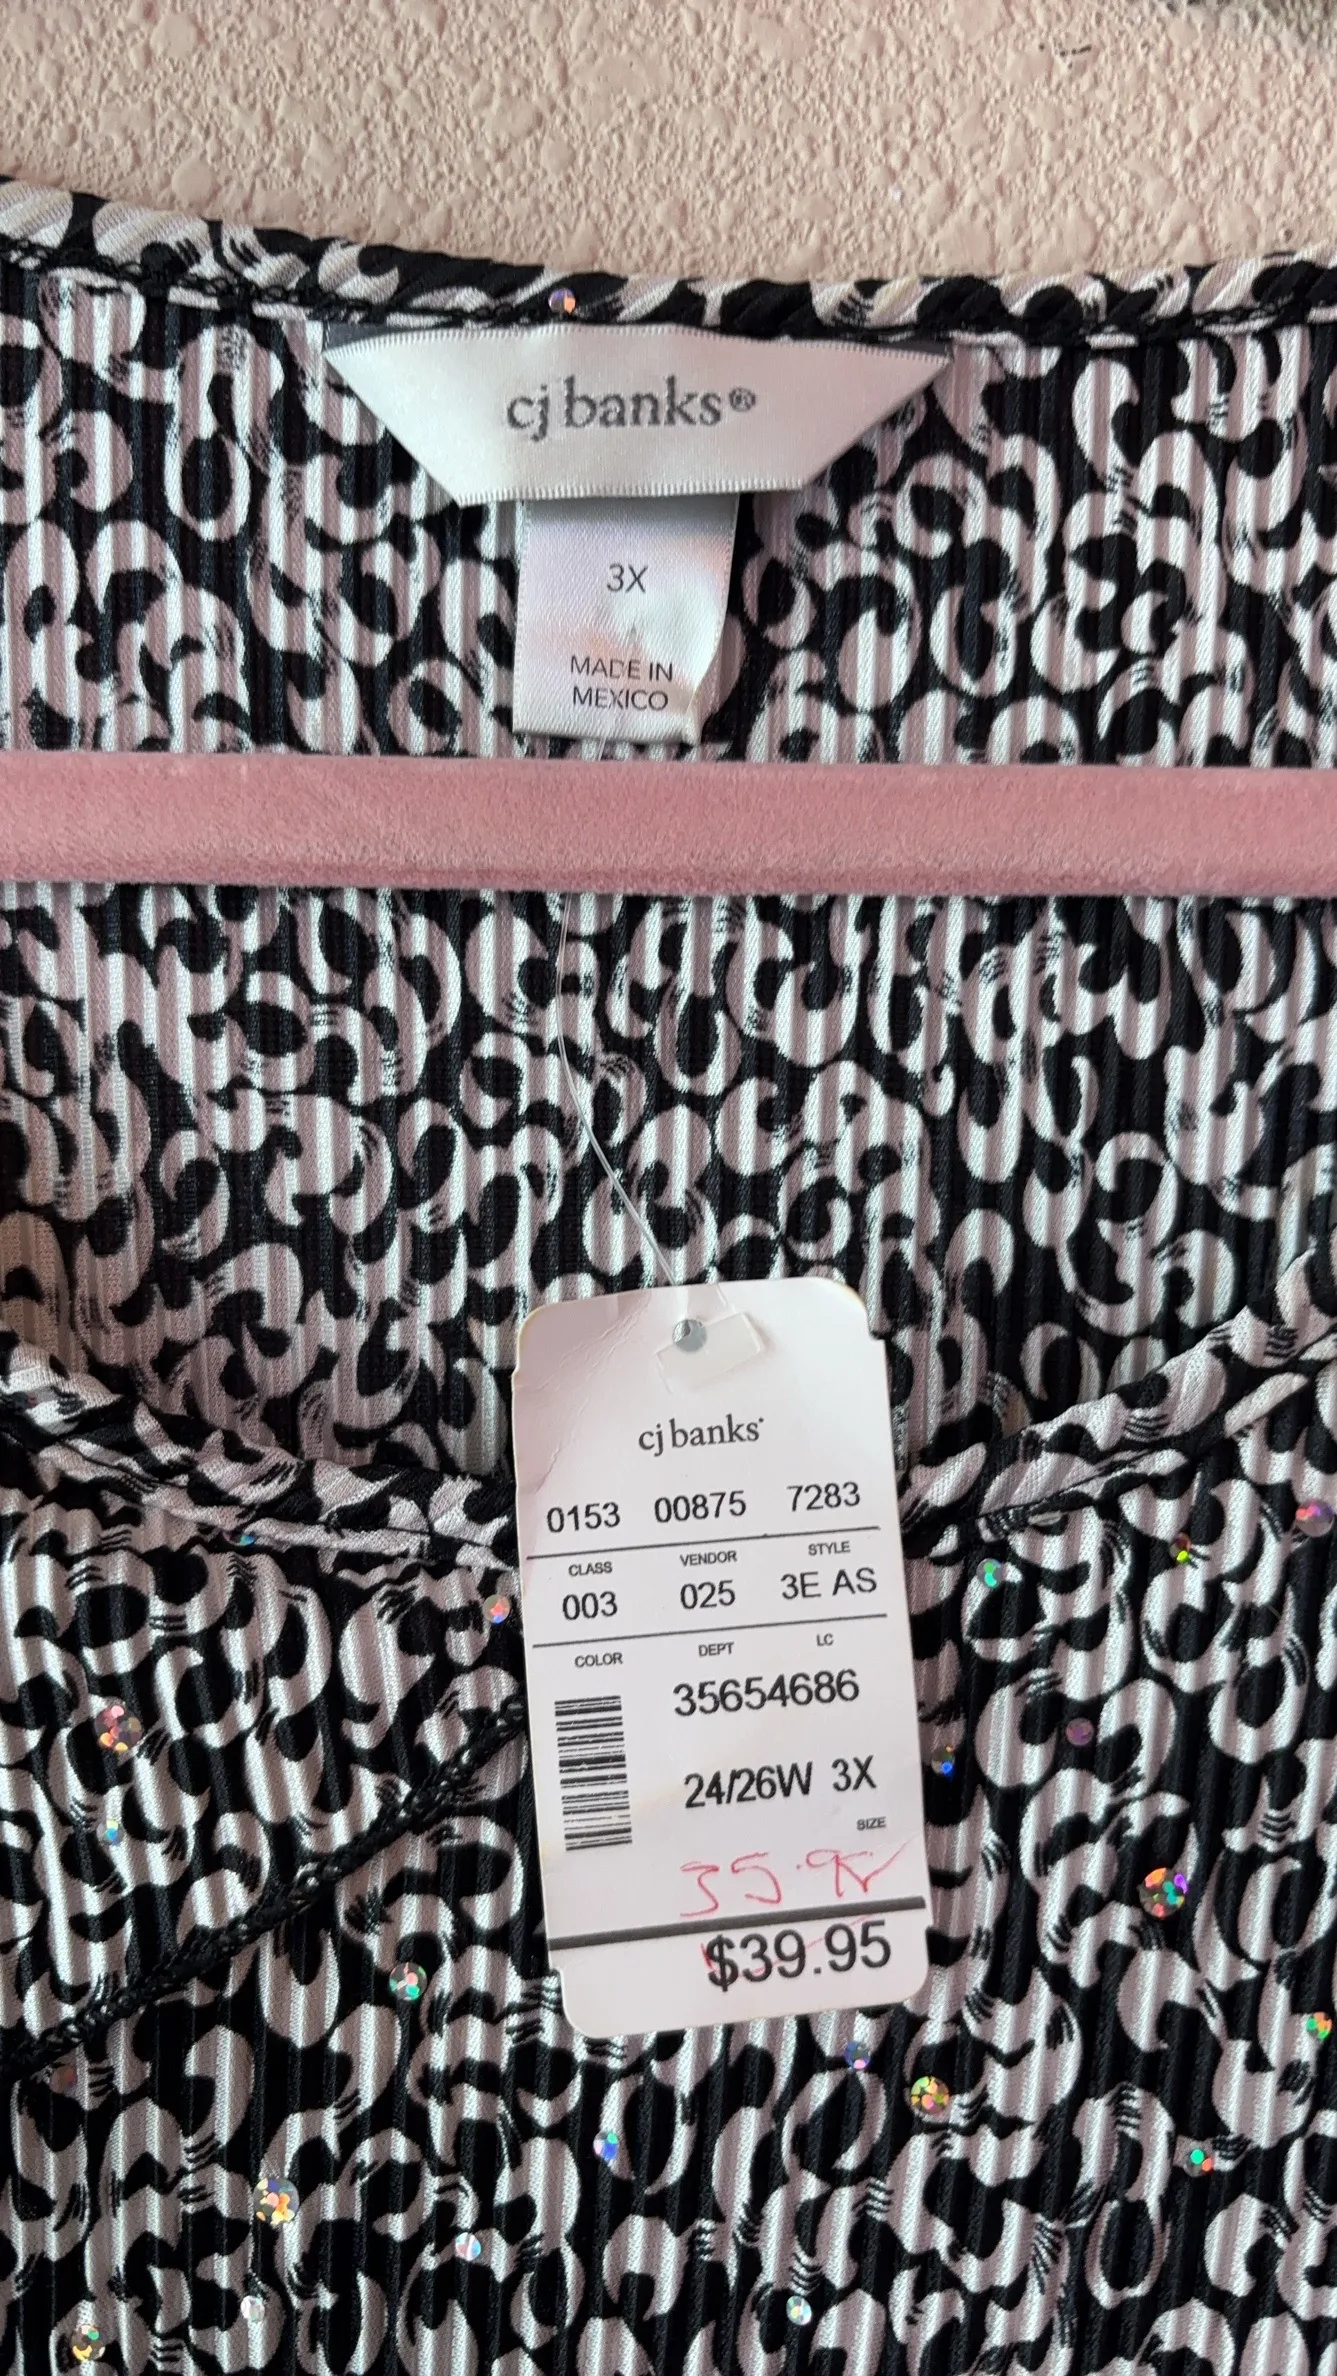 cj banks®
3X
MADE IN
MEXICO
cj banks
0153 00875 7283
CLASS VENDOR STYLE
003 025 3E AS
COLOR DEPT LC
35654686
24/26W 3X
SIZE
$39.95